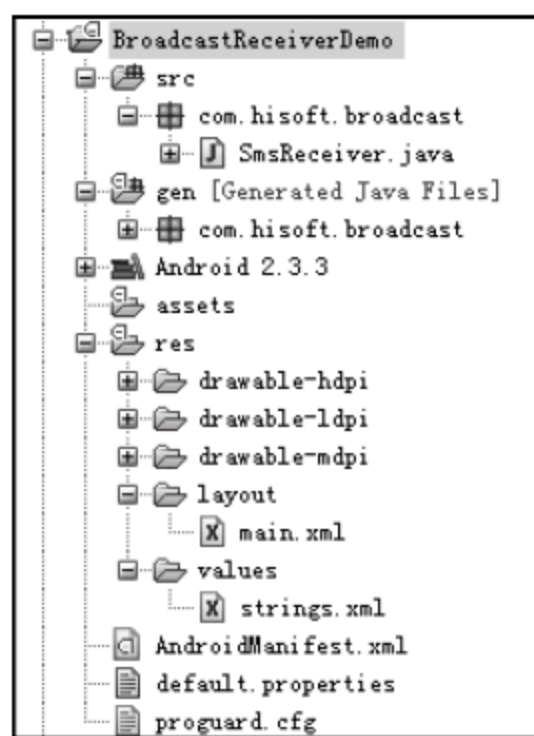 BroadcastReceiverDemo
src
com.hisoft.broadcast
SmsReceiver.java
gen [Generated Java Files]
com.hisoft.broadcast
Android 2.3.3
assets
res
drawable-hdpi
drawable-ldpi
drawable-mdpi
layout
main.xml
values
strings.xml
AndroidManifest.xml
default.properties
proguard.cfg